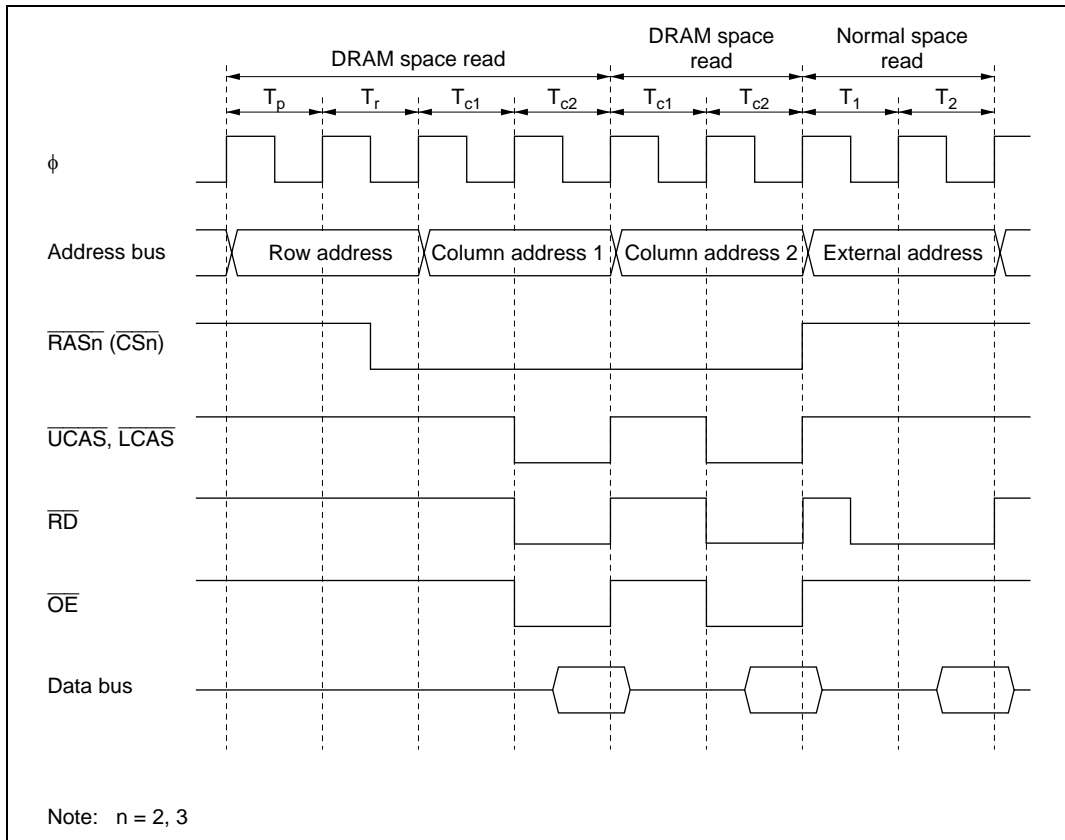 DRAM space read
DRAM space
read
Normal space
read
Tp
Tr
Tc1
Tc2
Tc1
Tc2
T1
T2
ϕ
Address bus
Row address
Column address 1
Column address 2
External address
RASn (CSn)
UCAS, LCAS
RD
OE
Data bus
Note: n = 2, 3